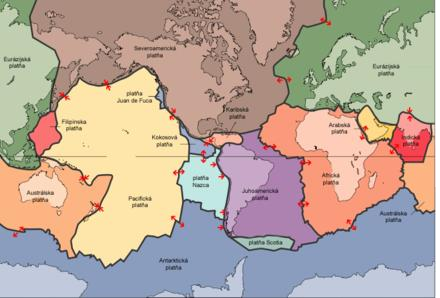 Severoamerická
platňa
Eurázijská
platňa
Eurázijská
platňa
platňa
Juan de Fuca
Karibská
platňa
Filipínska
platňa
Kokosová
platňa
Arabská
platňa
Indická
platňa
Austrálska
platňa
Pacifická
platňa
platňa
Nazca
Juhoamerická
platňa
Africká
platňa
Austrálska
platňa
platňa Scotia
Antarktická
platňa